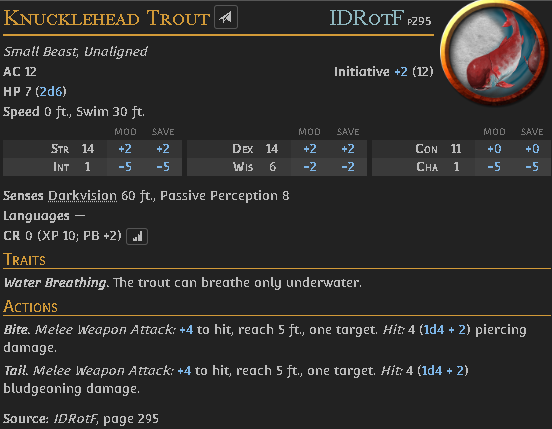 Knucklehead Trout IDRotF p295
Small Beast, Unaligned
AC 12 Initiative +2 (12)
HP 7 (2d6)
Speed 0 ft., Swim 30 ft.
MOD SAVE MOD SAVE MOD SAVE
Str 14 +2 +2 Dex 14 +2 +2 Con 11 +0 +0
Int 1 -5 -5 Wis 6 -2 -2 Cha 1 -5 -5
Senses Darkvision 60 ft., Passive Perception 8
Languages —
CR 0 (XP 10; PB +2)
Traits
Water Breathing. The trout can breathe only underwater.
Actions
Bite. Melee Weapon Attack: +4 to hit, reach 5 ft., one target. Hit: 4 (1d4 + 2) piercing
damage.
Tail. Melee Weapon Attack: +4 to hit, reach 5 ft., one target. Hit: 4 (1d4 + 2)
bludgeoning damage.
Source: IDRotF, page 295